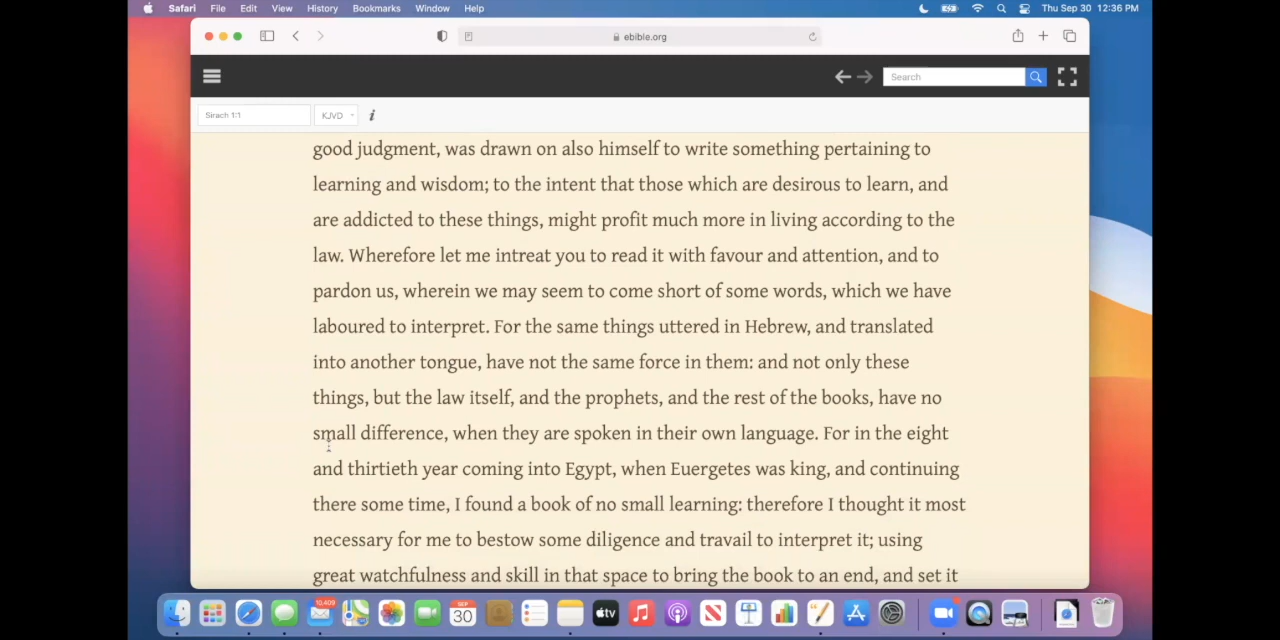 Safari File Edit View History Bookmarks Window Help Thu Sep 30 12:36 PM
ebible.org
Search
Sirach 1:1 KJVD i
good judgment, was drawn on also himself to write something pertaining to
learning and wisdom; to the intent that those which are desirous to learn, and
are addicted to these things, might profit much more in living according to the
law. Wherefore let me intreat you to read it with favour and attention, and to
pardon us, wherein we may seem to come short of some words, which we have
laboured to interpret. For the same things uttered in Hebrew, and translated
into another tongue, have not the same force in them: and not only these
things, but the law itself, and the prophets, and the rest of the books, have no
small difference, when they are spoken in their own language. For in the eight
and thirtieth year coming into Egypt, when Euergetes was king, and continuing
there some time, I found a book of no small learning: therefore I thought it most
necessary for me to bestow some diligence and travail to interpret it; using
great watchfulness and skill in that space to bring the book to an end, and set it
10,409 SEP 30 tv